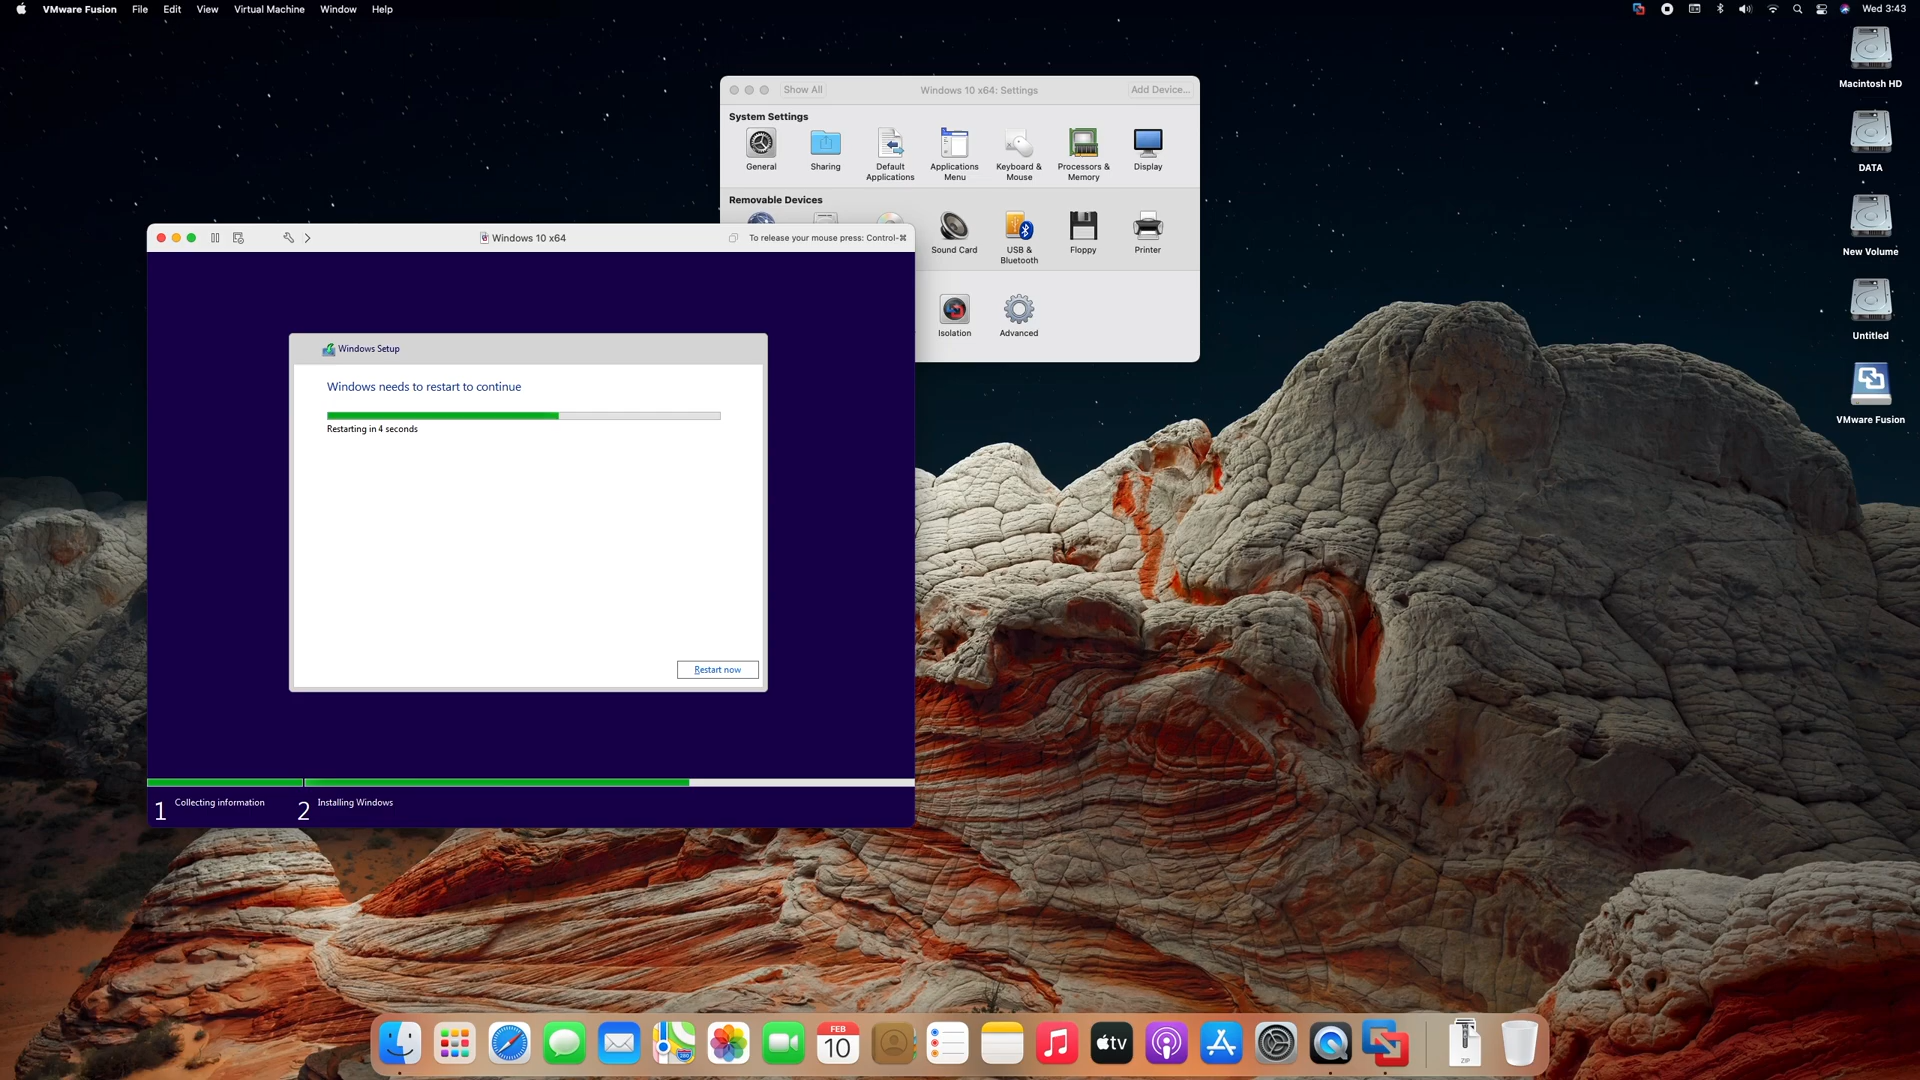 VMware Fusion File Edit View Virtual Machine Window Help
Wed 3:43
Macintosh HD
DATA
New Volume
Untitled
VMware Fusion
Show All Windows 10 x64: Settings Add Device...
System Settings
General Sharing Default Applications Applications Menu Keyboard & Mouse Processors & Memory Display
Removable Devices
Sound Card USB & Bluetooth Floppy Printer
Isolation Advanced
Windows 10 x64 To release your mouse press: Control-⌘
Windows Setup
Windows needs to restart to continue
Restarting in 4 seconds
Restart now
1 Collecting information 2 Installing Windows
FEB
10
tv
ZIP